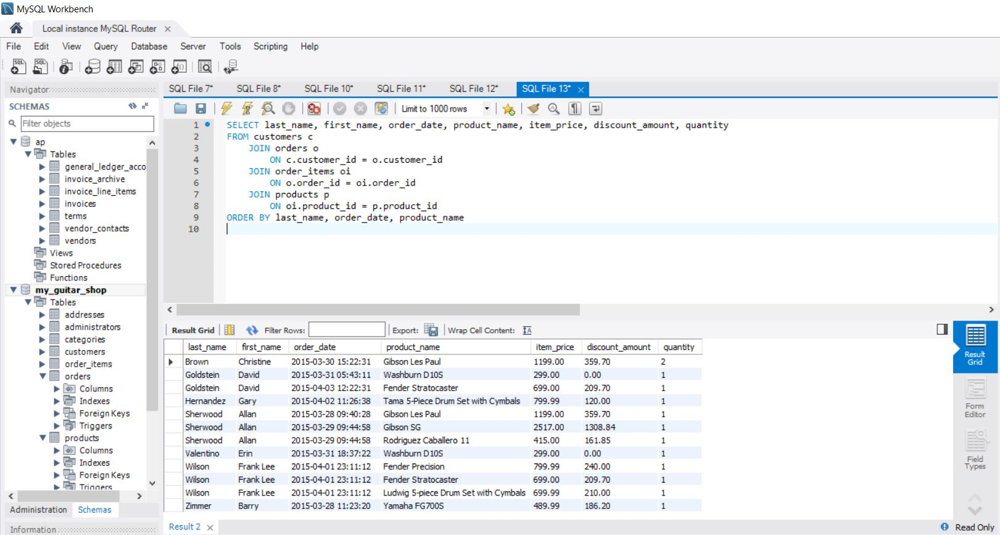 MySQL Workbench
Local instance MySQL Router
File Edit View Query Database Server Tools Scripting Help
Navigator
SCHEMAS
Filter objects
ap
Tables
general_ledger_acco
invoice_archive
invoice_line_items
invoices
terms
vendor_contacts
vendors
Views
Stored Procedures
Functions
my_guitar_shop
Tables
addresses
administrators
categories
customers
order_items
orders
Columns
Indexes
Foreign Keys
Triggers
products
Columns
Indexes
Foreign Keys
Triggers
Administration Schemas
Information
SQL File 7* SQL File 8* SQL File 10* SQL File 11* SQL File 12* SQL File 13*
Limit to 1000 rows
1 SELECT last_name, first_name, order_date, product_name, item_price, discount_amount, quantity
2 FROM customers c
3 JOIN orders o
4 ON c.customer_id = o.customer_id
5 JOIN order_items oi
6 ON o.order_id = oi.order_id
7 JOIN products p
8 ON oi.product_id = p.product_id
9 ORDER BY last_name, order_date, product_name
10
Result Grid Filter Rows: Export: Wrap Cell Content:
last_name first_name order_date product_name item_price discount_amount quantity
Brown Christine 2015-03-30 15:22:31 Gibson Les Paul 1199.00 359.70 2
Goldstein David 2015-03-31 05:43:11 Washburn D10S 299.00 0.00 1
Goldstein David 2015-04-03 12:22:31 Fender Stratocaster 699.00 209.70 1
Hernandez Gary 2015-04-02 11:26:38 Tama 5-Piece Drum Set with Cymbals 799.99 120.00 1
Sherwood Allan 2015-03-28 09:40:28 Gibson Les Paul 1199.00 359.70 1
Sherwood Allan 2015-03-29 09:44:58 Gibson SG 2517.00 1308.84 1
Sherwood Allan 2015-03-29 09:44:58 Rodriguez Caballero 11 415.00 161.85 1
Valentino Erin 2015-03-31 18:37:22 Washburn D10S 299.00 0.00 1
Wilson Frank Lee 2015-04-01 23:11:12 Fender Precision 799.99 240.00 1
Wilson Frank Lee 2015-04-01 23:11:12 Fender Stratocaster 699.00 209.70 1
Wilson Frank Lee 2015-04-01 23:11:12 Ludwig 5-piece Drum Set with Cymbals 699.99 210.00 1
Zimmer Barry 2015-03-28 11:23:20 Yamaha FG700S 489.99 186.20 1
Result
Grid
Form
Editor
Field
Types
Result 2
Read Only